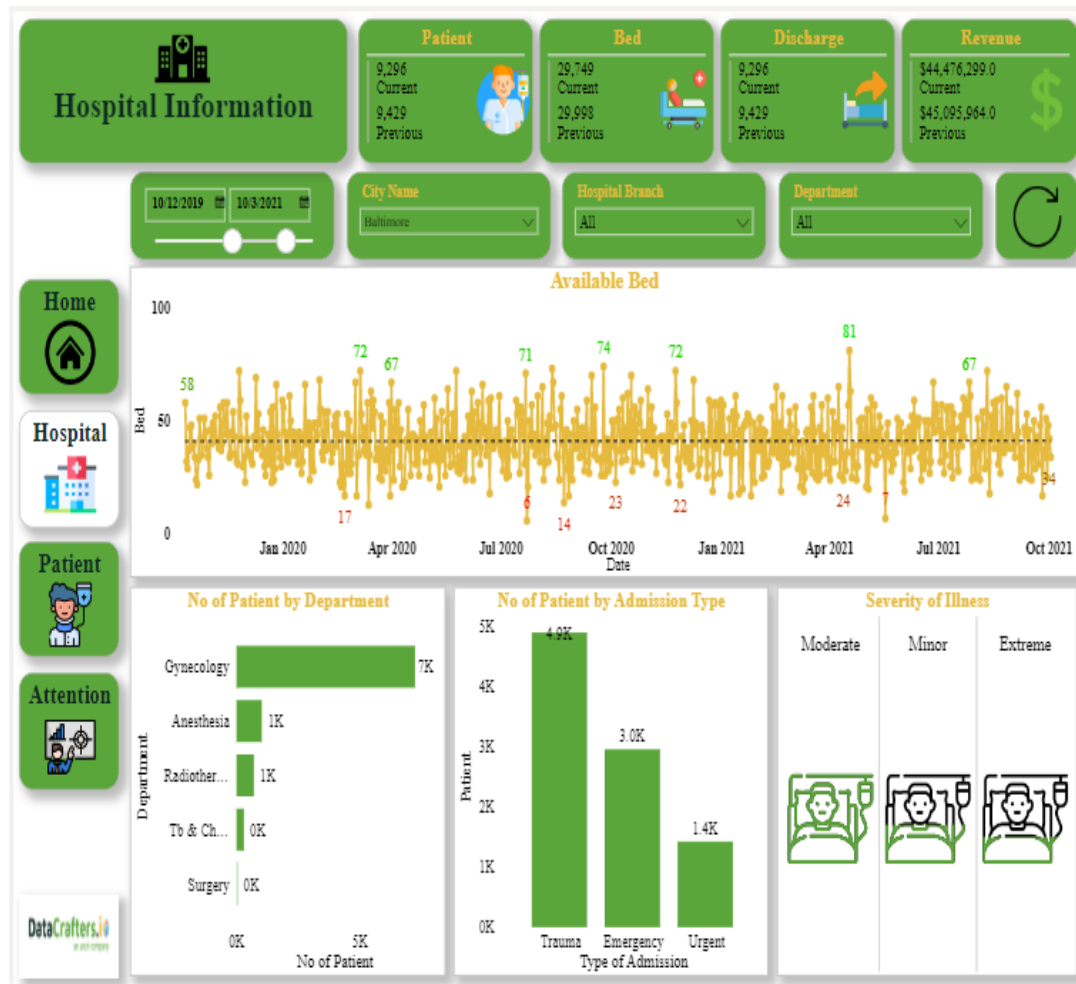 Hospital Information
Patient
9,296
Current
9,429
Previous
Bed
29,749
Current
29,998
Previous
Discharge
9,296
Current
9,429
Previous
Revenue
$44,476,299.0
Current
$45,095,964.0
Previous
$
10/12/2019
10/3/2021
City Name
Baltimore
Hospital Branch
All
Department
All
Home
Hospital
Patient
Attention
Available Bed
Bed
100
50
0
58
72
67
71
74
72
81
67
17
6
14
23
22
24
7
34
Jan 2020
Apr 2020
Jul 2020
Oct 2020
Jan 2021
Apr 2021
Jul 2021
Oct 2021
Date
No of Patient by Department
Department
Gynecology
7K
Anesthesia
1K
Radiother...
1K
Tb & Ch...
0K
Surgery
0K
0K
5K
No of Patient
No of Patient by Admission Type
Patient
5K
4K
3K
2K
1K
0K
4.9K
3.0K
1.4K
Trauma
Emergency
Urgent
Type of Admission
Severity of Illness
Moderate
Minor
Extreme
DataCrafters.io